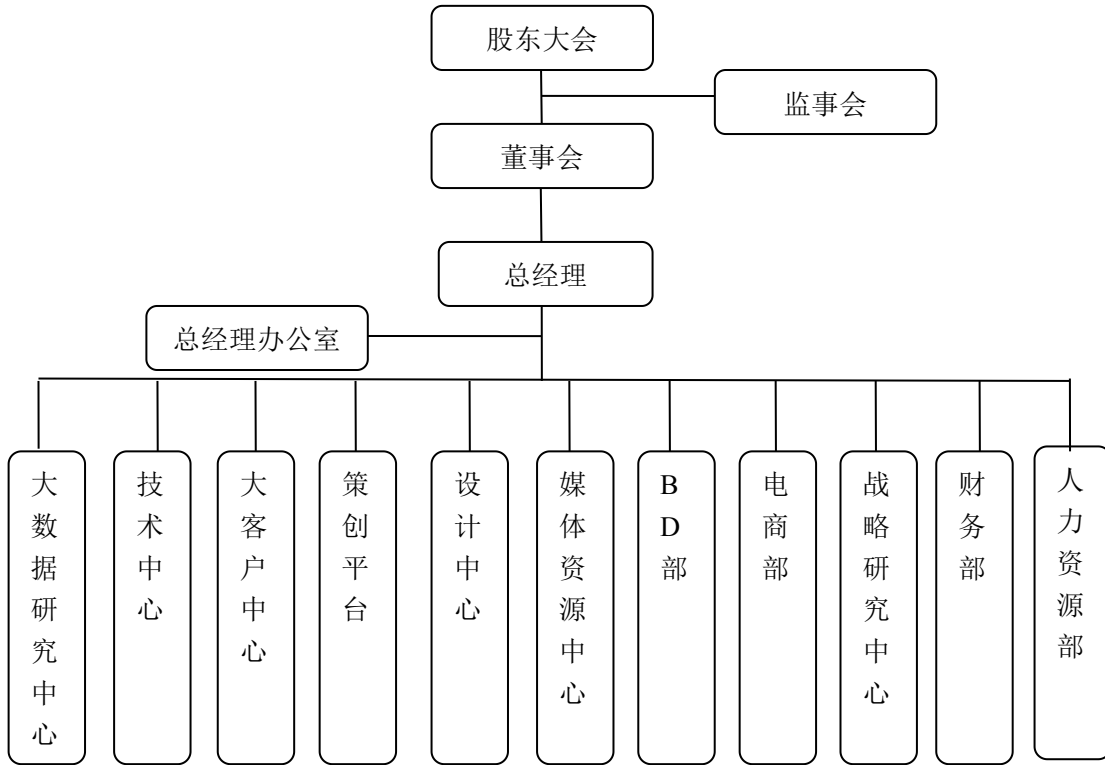 股东大会
监事会
董事会
总经理
总经理办公室
大数据研究中心
技术中心
大客户中心
策创平台
设计中心
媒体资源中心
BD部
电商部
战略研究中心
财务部
人力资源部